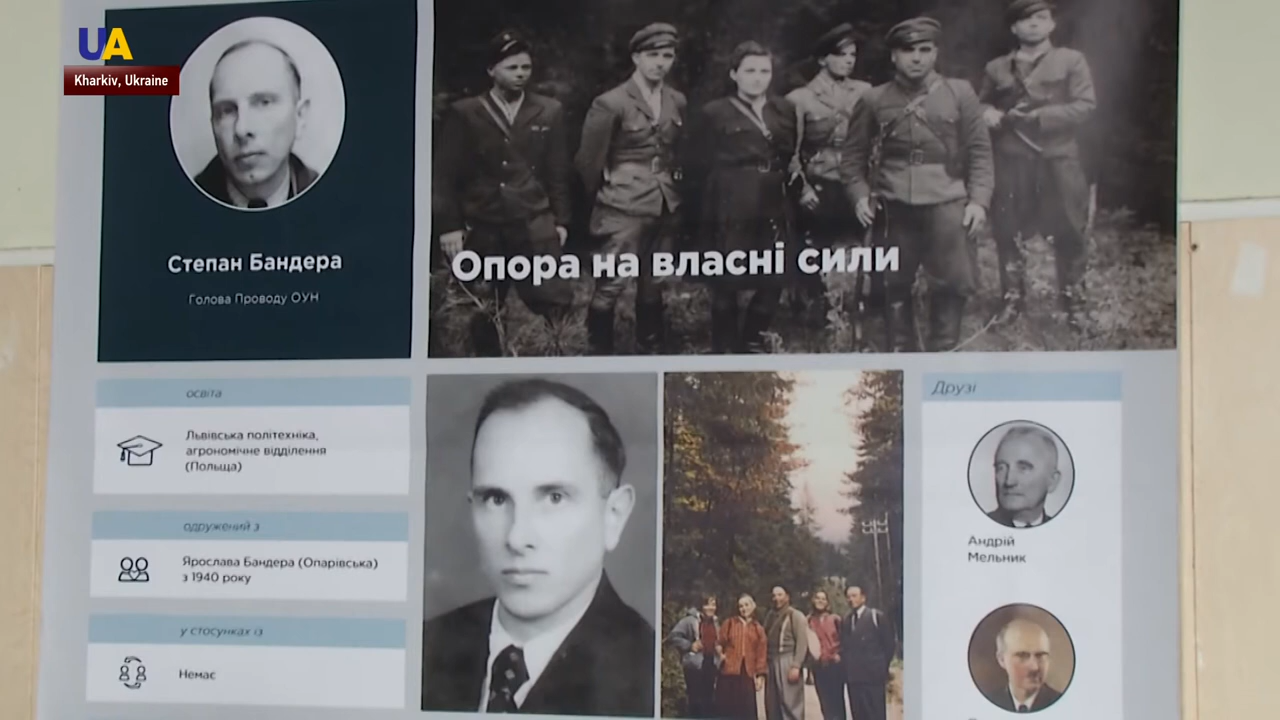 UA
Kharkiv, Ukraine
Степан Бандера
Голова Проводу ОУН
Опора на власні сили
освіта
Львівська політехніка,
агрономічне відділення
(Польща)
одружений з
Ярослава Бандера (Опарівська)
з 1940 року
у стосунках із
Немає
Друзі
Андрій
Мельник